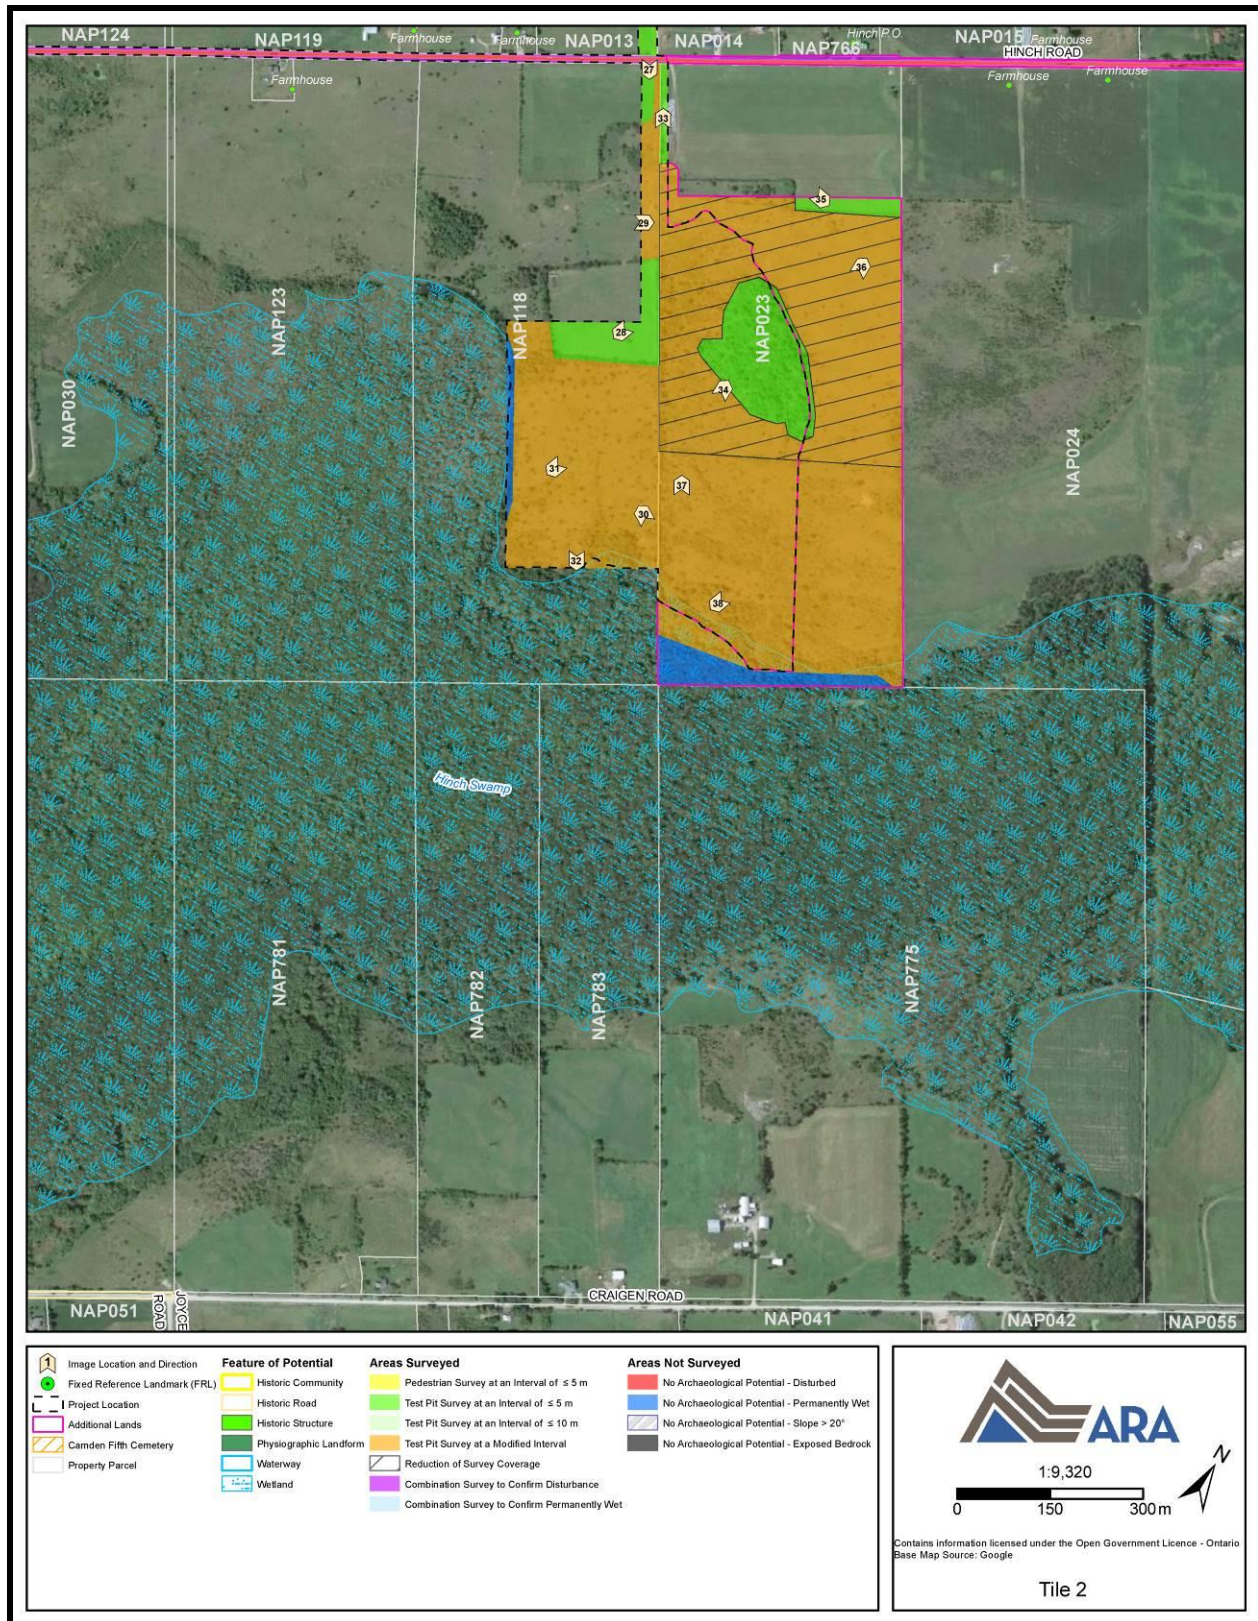 NAP124
NAP119
Farmhouse
Farmhouse
NAP013
NAP014
Hinch P.O.
NAP766
NAP015
Farmhouse
HINCH ROAD
Farmhouse
Farmhouse
Farmhouse
27
33
35
29
36
NAP123
NAP118
28
NAP023
34
NAP030
NAP024
31
37
30
32
38
Hinch Swamp
NAP781
NAP782
NAP783
NAP775
NAP051
JOYCE
ROAD
CRAIGEN ROAD
NAP041
NAP042
NAP055
1 Image Location and Direction
Fixed Reference Landmark (FRL)
Project Location
Additional Lands
Camden Fifth Cemetery
Property Parcel
Feature of Potential
Historic Community
Historic Road
Historic Structure
Physiographic Landform
Waterway
Wetland
Areas Surveyed
Pedestrian Survey at an Interval of ≤ 5 m
Test Pit Survey at an Interval of ≤ 5 m
Test Pit Survey at an Interval of ≤ 10 m
Test Pit Survey at a Modified Interval
Reduction of Survey Coverage
Combination Survey to Confirm Disturbance
Combination Survey to Confirm Permanently Wet
Areas Not Surveyed
No Archaeological Potential - Disturbed
No Archaeological Potential - Permanently Wet
No Archaeological Potential - Slope > 20°
No Archaeological Potential - Exposed Bedrock
ARA
1:9,320
N
0 150 300 m
Contains information licensed under the Open Government Licence - Ontario
Base Map Source: Google
Tile 2